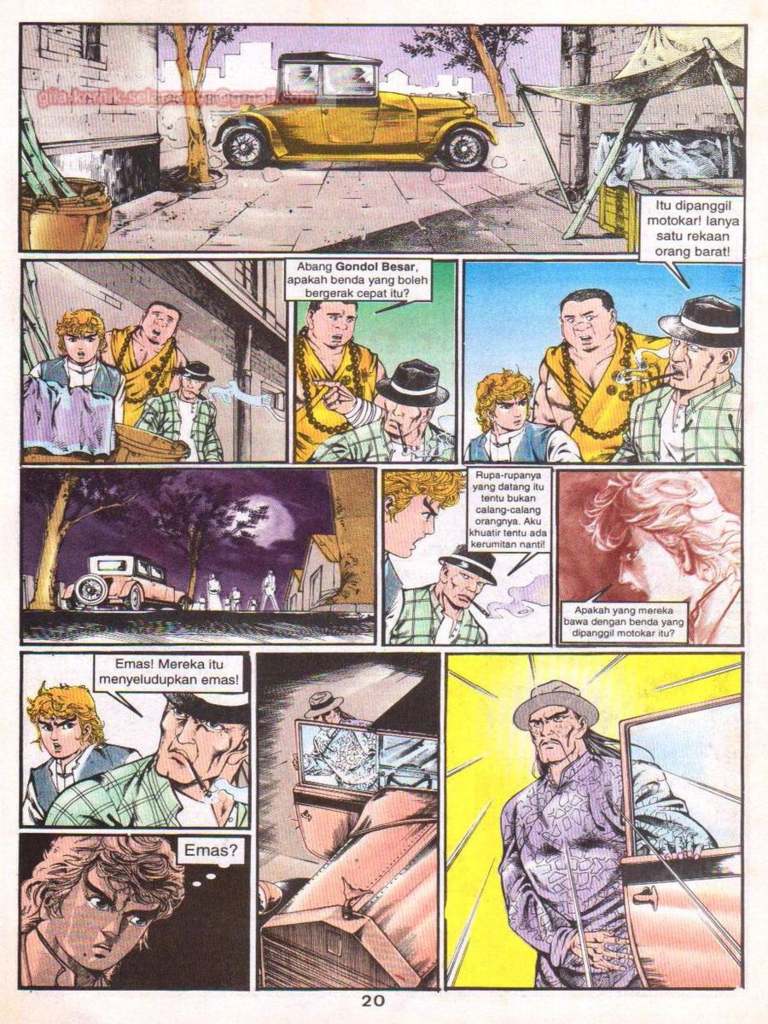 Itu dipanggil
motokar! Ianya
satu rekaan
orang barat!
Abang Gondol Besar,
apakah benda yang boleh
bergerak cepat itu?
Rupa-rupanya
yang datang itu
tentu bukan
calang-calang
orangnya. Aku
khuatir tentu ada
kerumitan nanti!
Apakah yang mereka
bawa dengan benda yang
dipanggil motokar itu?
Emas! Mereka itu
menyeludupkan emas!
Emas?
20